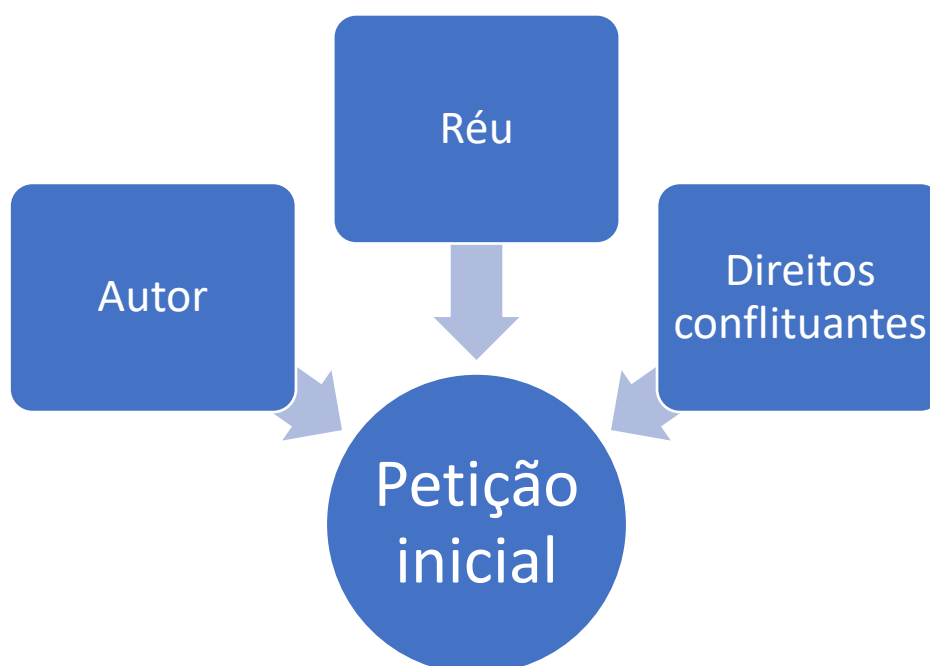 Réu
Autor
Direitos
conflituantes
Petição
inicial